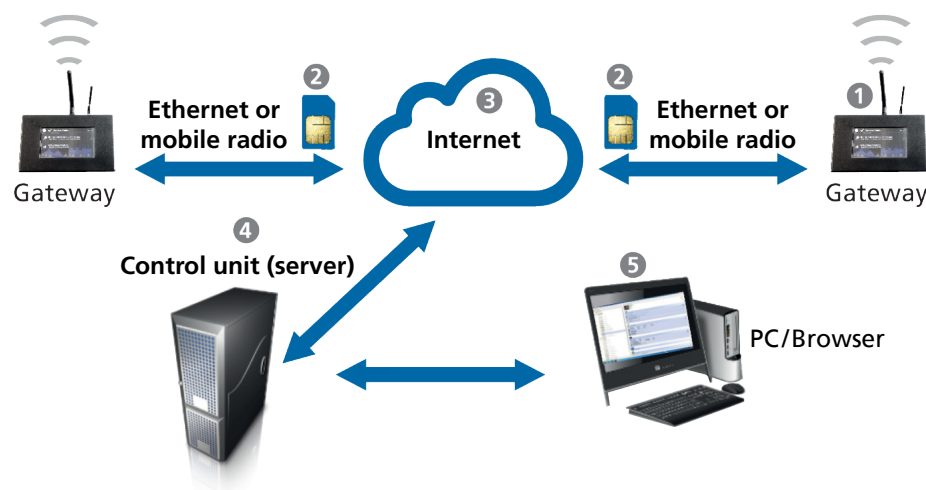 2
2
3
1
Ethernet or
mobile radio
Internet
Ethernet or
mobile radio
Gateway
Gateway
4
Control unit (server)
5
PC/Browser